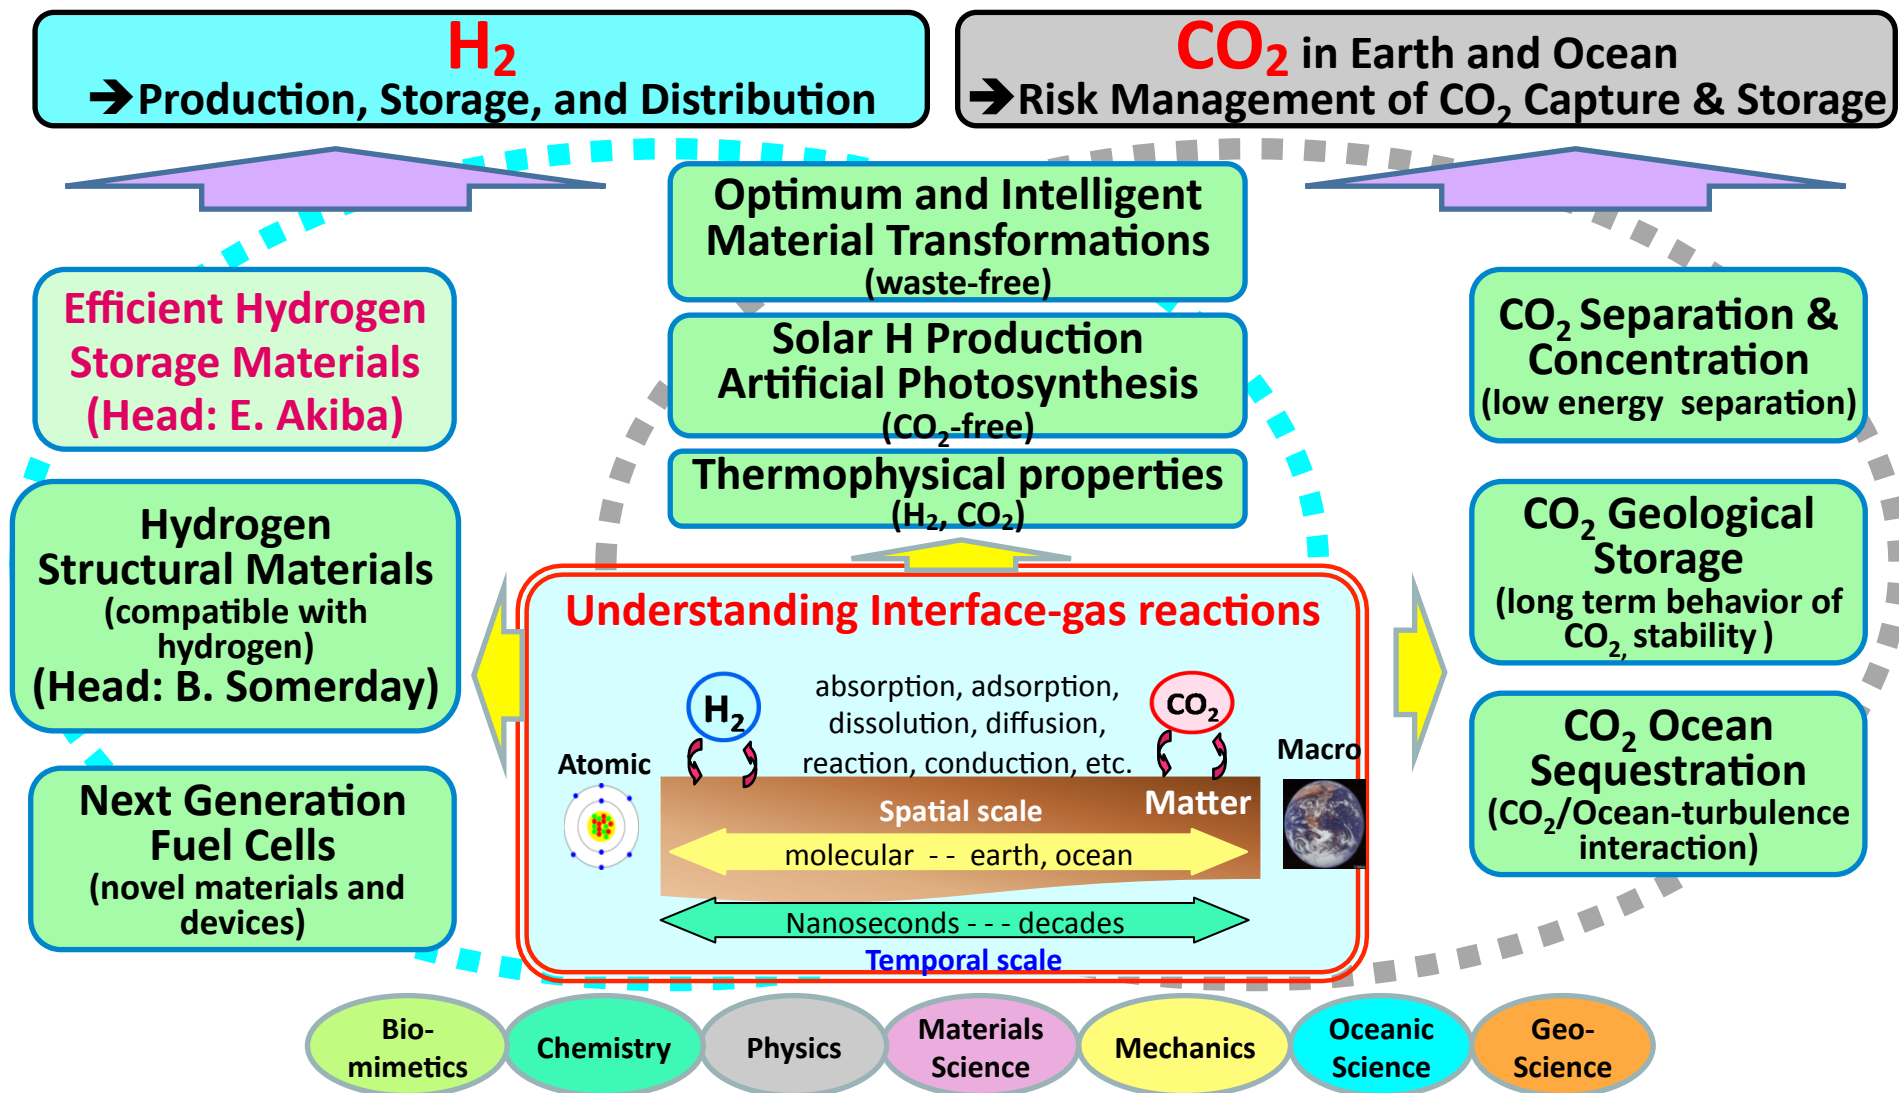 H₂
➔Production, Storage, and Distribution
CO₂ in Earth and Ocean
➔Risk Management of CO₂ Capture & Storage
Optimum and Intelligent
Material Transformations
(waste-free)
Solar H Production
Artificial Photosynthesis
(CO₂-free)
Thermophysical properties
(H₂, CO₂)
Efficient Hydrogen
Storage Materials
(Head: E. Akiba)
Hydrogen
Structural Materials
(compatible with
hydrogen)
(Head: B. Somerday)
Next Generation
Fuel Cells
(novel materials and
devices)
CO₂ Separation &
Concentration
(low energy separation)
CO₂ Geological
Storage
(long term behavior of
CO₂, stability )
CO₂ Ocean
Sequestration
(CO₂/Ocean-turbulence
interaction)
Understanding Interface-gas reactions
H₂
absorption, adsorption,
dissolution, diffusion,
reaction, conduction, etc.
CO₂
Atomic
Macro
Matter
Spatial scale
molecular - - earth, ocean
Nanoseconds - - - decades
Temporal scale
Bio-
mimetics
Chemistry
Physics
Materials
Science
Mechanics
Oceanic
Science
Geo-
Science